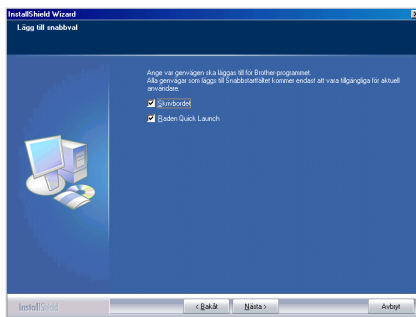 InstallShield Wizard
Lägg till snabbval
Ange var genvägen ska läggas till för Brother-programmet.
Alla genvägar som läggs till Snabbstartfältet kommer endast att vara tillgängliga för aktuell
användare.
Skrivbordet
Raden Quick Launch
InstallShield
< Bakåt
Nästa >
Avbryt